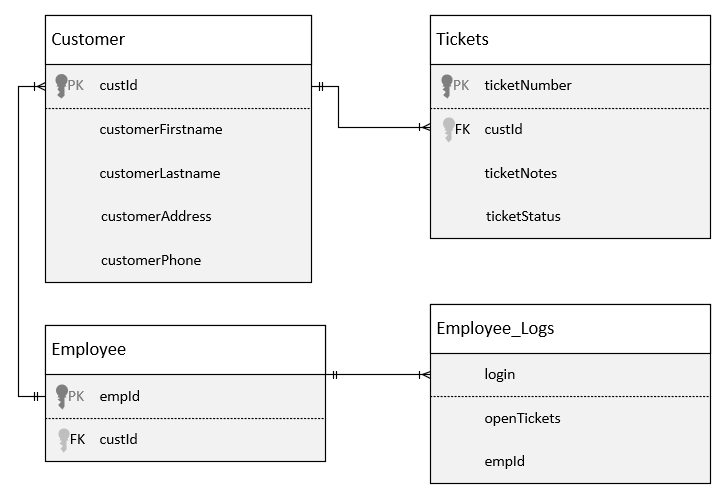 Customer
PK custId
customerFirstname
customerLastname
customerAddress
customerPhone
Tickets
PK ticketNumber
FK custId
ticketNotes
ticketStatus
Employee
PK empId
FK custId
Employee_Logs
login
openTickets
empId